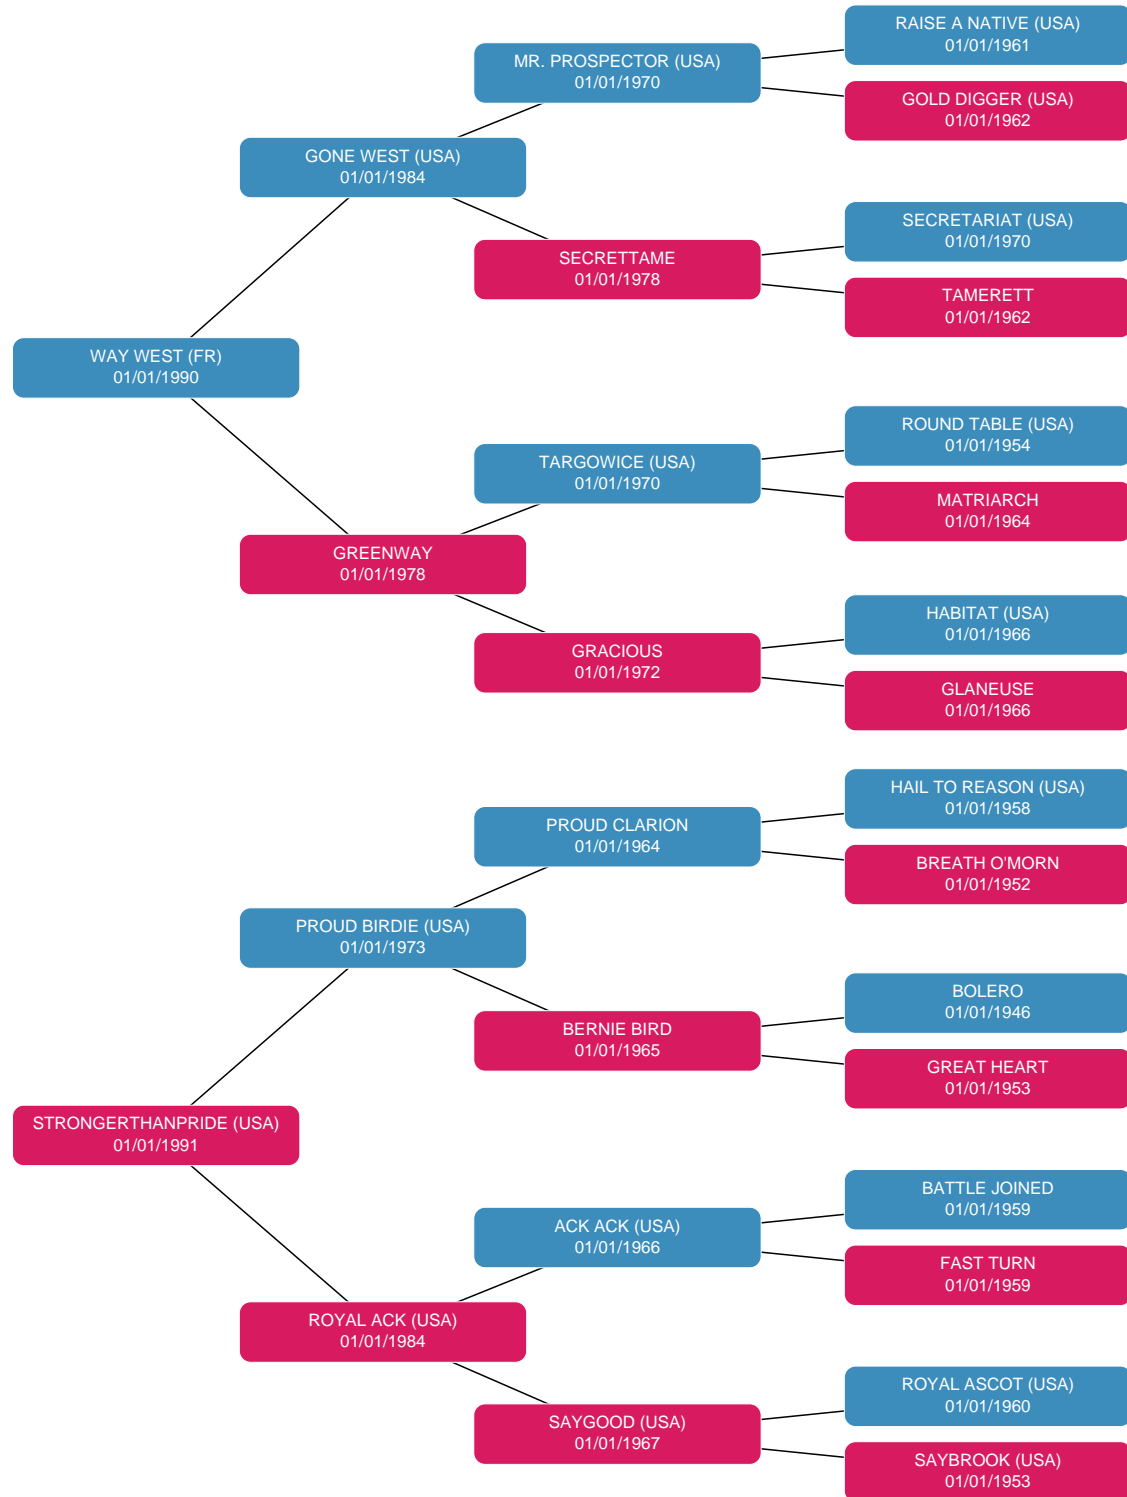 RAISE A NATIVE (USA)
01/01/1961
MR. PROSPECTOR (USA)
01/01/1970
GOLD DIGGER (USA)
01/01/1962
GONE WEST (USA)
01/01/1984
SECRETARIAT (USA)
01/01/1970
SECRETTAME
01/01/1978
TAMERETT
01/01/1962
WAY WEST (FR)
01/01/1990
ROUND TABLE (USA)
01/01/1954
TARGOWICE (USA)
01/01/1970
MATRIARCH
01/01/1964
GREENWAY
01/01/1978
HABITAT (USA)
01/01/1966
GRACIOUS
01/01/1972
GLANEUSE
01/01/1966
HAIL TO REASON (USA)
01/01/1958
PROUD CLARION
01/01/1964
BREATH O'MORN
01/01/1952
PROUD BIRDIE (USA)
01/01/1973
BOLERO
01/01/1946
BERNIE BIRD
01/01/1965
GREAT HEART
01/01/1953
STRONGERTHANPRIDE (USA)
01/01/1991
BATTLE JOINED
01/01/1959
ACK ACK (USA)
01/01/1966
FAST TURN
01/01/1959
ROYAL ACK (USA)
01/01/1984
ROYAL ASCOT (USA)
01/01/1960
SAYGOOD (USA)
01/01/1967
SAYBROOK (USA)
01/01/1953